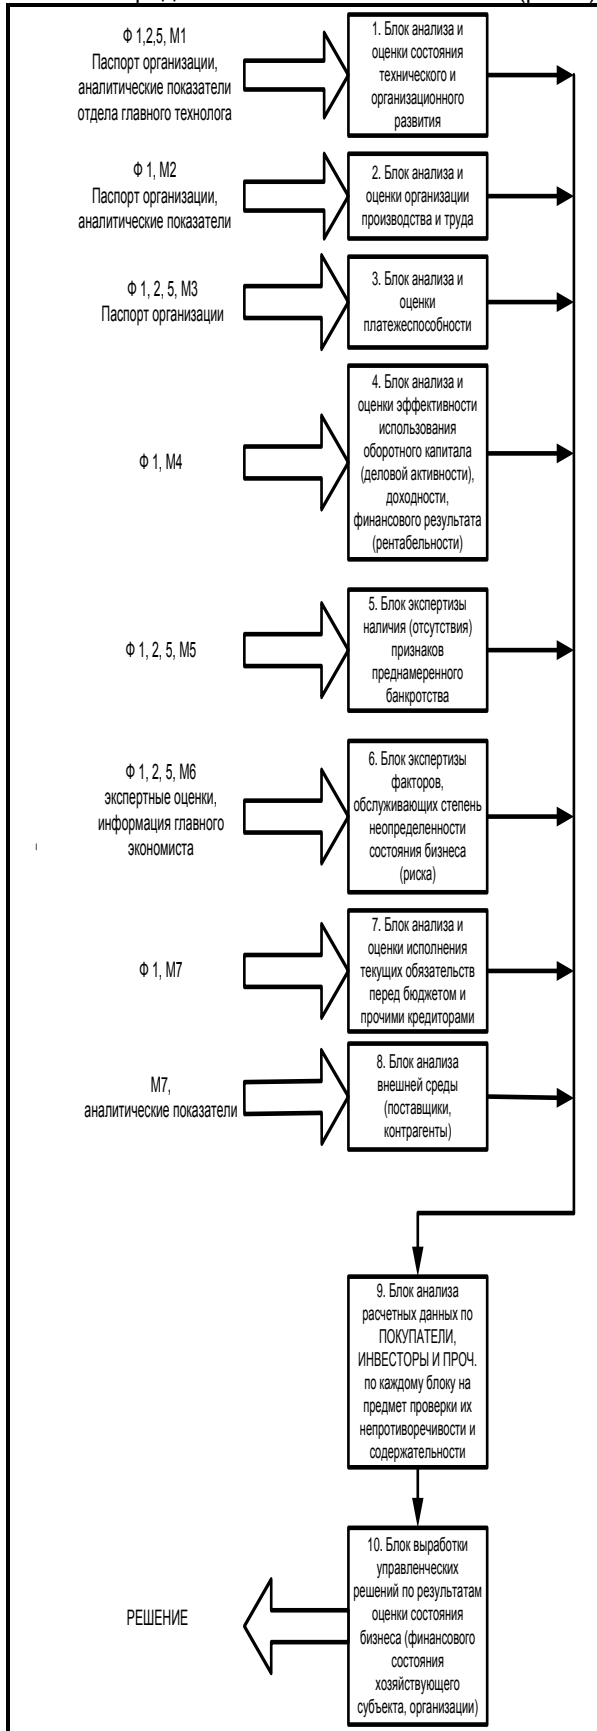 Ф 1,2,5, М1
Паспорт организации,
аналитические показатели
отдела главного технолога
1. Блок анализа и
оценки состояния
технического и
организационного
развития
Ф 1, М2
Паспорт организации,
аналитические показатели
2. Блок анализа и
оценки организации
производства и труда
Ф 1, 2, 5, М3
Паспорт организации
3. Блок анализа и
оценки
платежеспособности
Ф 1, М4
4. Блок анализа и
оценки эффективности
использования
оборотного капитала
(деловой активности),
доходности,
финансового результата
(рентабельности)
Ф 1, 2, 5, М5
5. Блок экспертизы
наличия (отсутствия)
признаков
преднамеренного
банкротства
Ф 1, 2, 5, М6
экспертные оценки,
информация главного
экономиста
6. Блок экспертизы
факторов,
обслуживающих степень
неопределенности
состояния бизнеса
(риска)
Ф 1, М7
7. Блок анализа и
оценки исполнения
текущих обязательств
перед бюджетом и
прочими кредиторами
М7,
аналитические показатели
8. Блок анализа
внешней среды
(поставщики,
контрагенты)
9. Блок анализа
расчетных данных по
ПОКУПАТЕЛИ,
ИНВЕСТОРЫ И ПРОЧ.
по каждому блоку на
предмет проверки их
непротиворечивости и
содержательности
10. Блок выработки
управленческих
решений по результатам
оценки состояния
бизнеса (финансового
состояния
хозяйствующего
субъекта, организации)
РЕШЕНИЕ